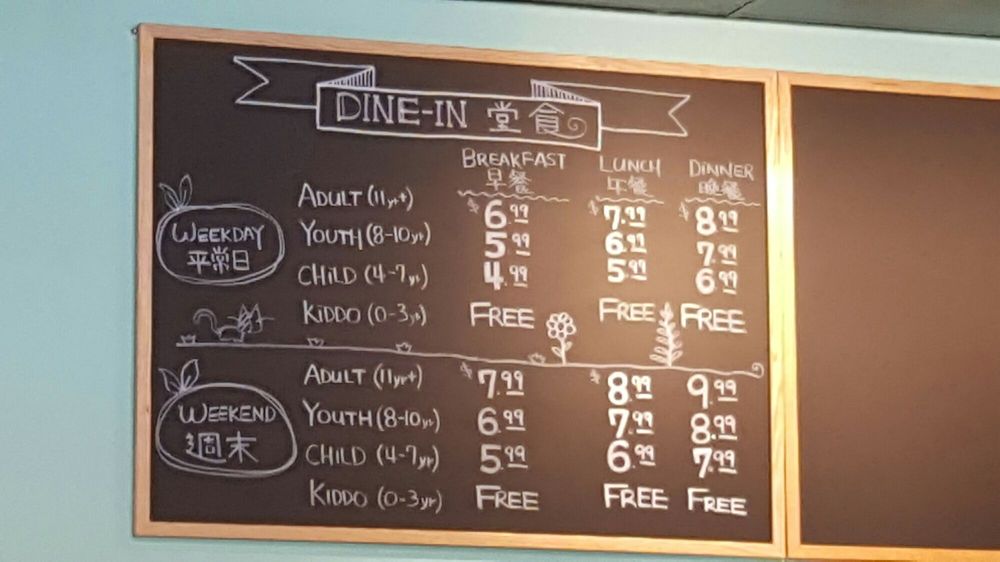 DINE-IN 堂食
BREAKFAST LUNCH DINNER
早餐 午餐 晚餐
ADULT (11yr+) $6.99 $7.99 $8.99
WEEKDAY YOUTH (8-10yr) 5.99 6.99 7.99
平常日 CHILD (4-7yr) 4.99 5.99 6.99
KIDDO (0-3yr) FREE FREE FREE
ADULT (11yr+) $7.99 $8.99 9.99
WEEKEND YOUTH (8-10yr) 6.99 7.99 8.99
週末 CHILD (4-7yr) 5.99 6.99 7.99
KIDDO (0-3yr) FREE FREE FREE